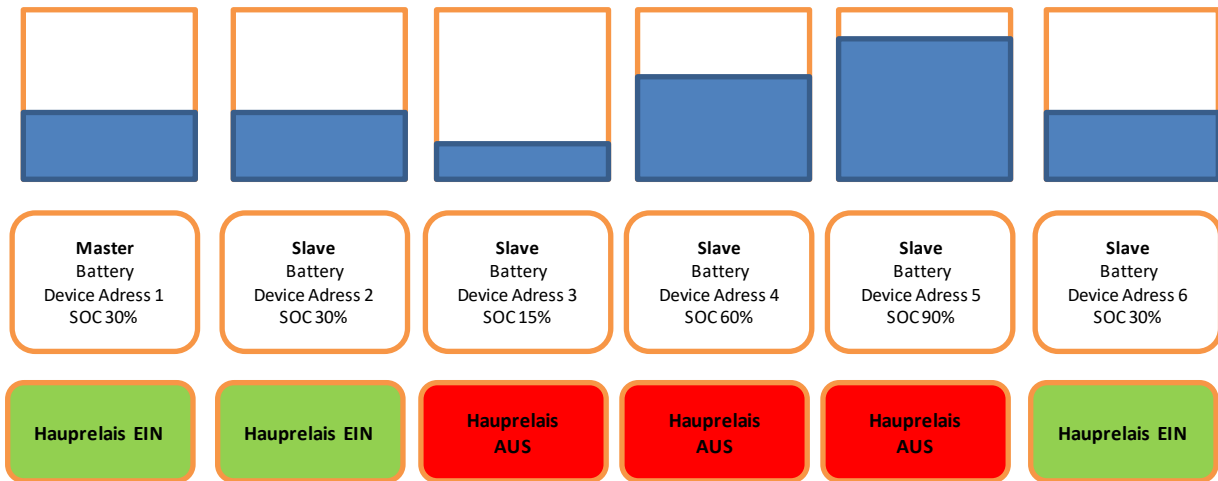 Master
Battery
Device Adress 1
SOC 30%
Slave
Battery
Device Adress 2
SOC 30%
Slave
Battery
Device Adress 3
SOC 15%
Slave
Battery
Device Adress 4
SOC 60%
Slave
Battery
Device Adress 5
SOC 90%
Slave
Battery
Device Adress 6
SOC 30%
Hauprelais EIN
Hauprelais EIN
Hauprelais
AUS
Hauprelais
AUS
Hauprelais
AUS
Hauprelais EIN